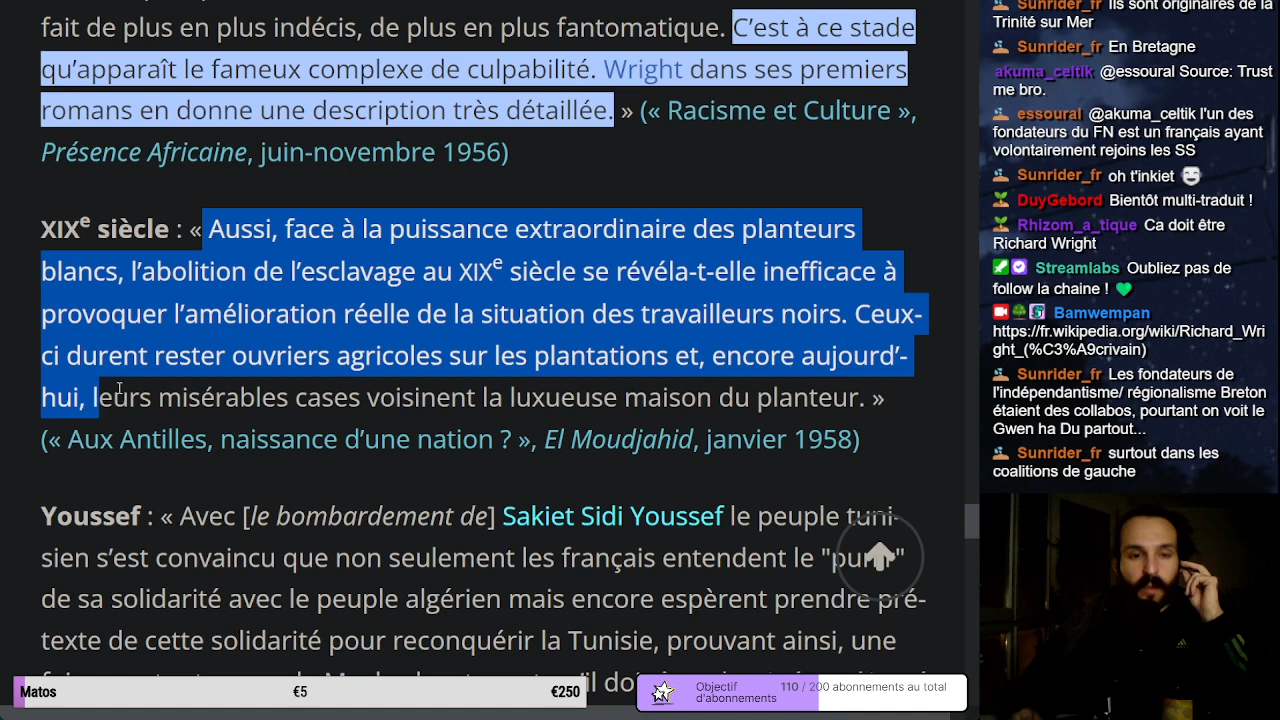 fait de plus en plus indécis, de plus en plus fantomatique. C’est à ce stade
qu’apparaît le fameux complexe de culpabilité. Wright dans ses premiers
romans en donne une description très détaillée. » (« Racisme et Culture »,
Présence Africaine, juin-novembre 1956)
XIXe siècle : « Aussi, face à la puissance extraordinaire des planteurs
blancs, l’abolition de l’esclavage au XIXe siècle se révéla-t-elle inefficace à
provoquer l’amélioration réelle de la situation des travailleurs noirs. Ceux-
ci durent rester ouvriers agricoles sur les plantations et, encore aujourd’-
hui, leurs misérables cases voisinent la luxueuse maison du planteur. »
(« Aux Antilles, naissance d’une nation ? », El Moudjahid, janvier 1958)
Youssef : « Avec [le bombardement de] Sakiet Sidi Youssef le peuple tuni-
sien s’est convaincu que non seulement les français entendent le "punir"
de sa solidarité avec le peuple algérien mais encore espèrent prendre pré-
texte de cette solidarité pour reconquérir la Tunisie, prouvant ainsi, une
Matos €5 €250
Objectif
d'abonnements
110 / 200 abonnements au total
Sunrider_fr Ils sont originaires de la
Trinité sur Mer
Sunrider_fr En Bretagne
akuma_celtik @essoural Source: Trust
me bro.
essoural @akuma_celtik l'un des
fondateurs du FN est un français ayant
volontairement rejoins les SS
Sunrider_fr oh t'inkiet
DuyGebord Bientôt multi-traduit !
Rhizom_a_tique Ca doit être
Richard Wright
Streamlabs Oubliez pas de
follow la chaine !
Bamwempan
https://fr.wikipedia.org/wiki/Richard_Wri
ght_(%C3%A9crivain)
Sunrider_fr Les fondateurs de
l'indépendantisme/ régionalisme Breton
étaient des collabos, pourtant on voit le
Gwen ha Du partout...
Sunrider_fr surtout dans les
coalitions de gauche